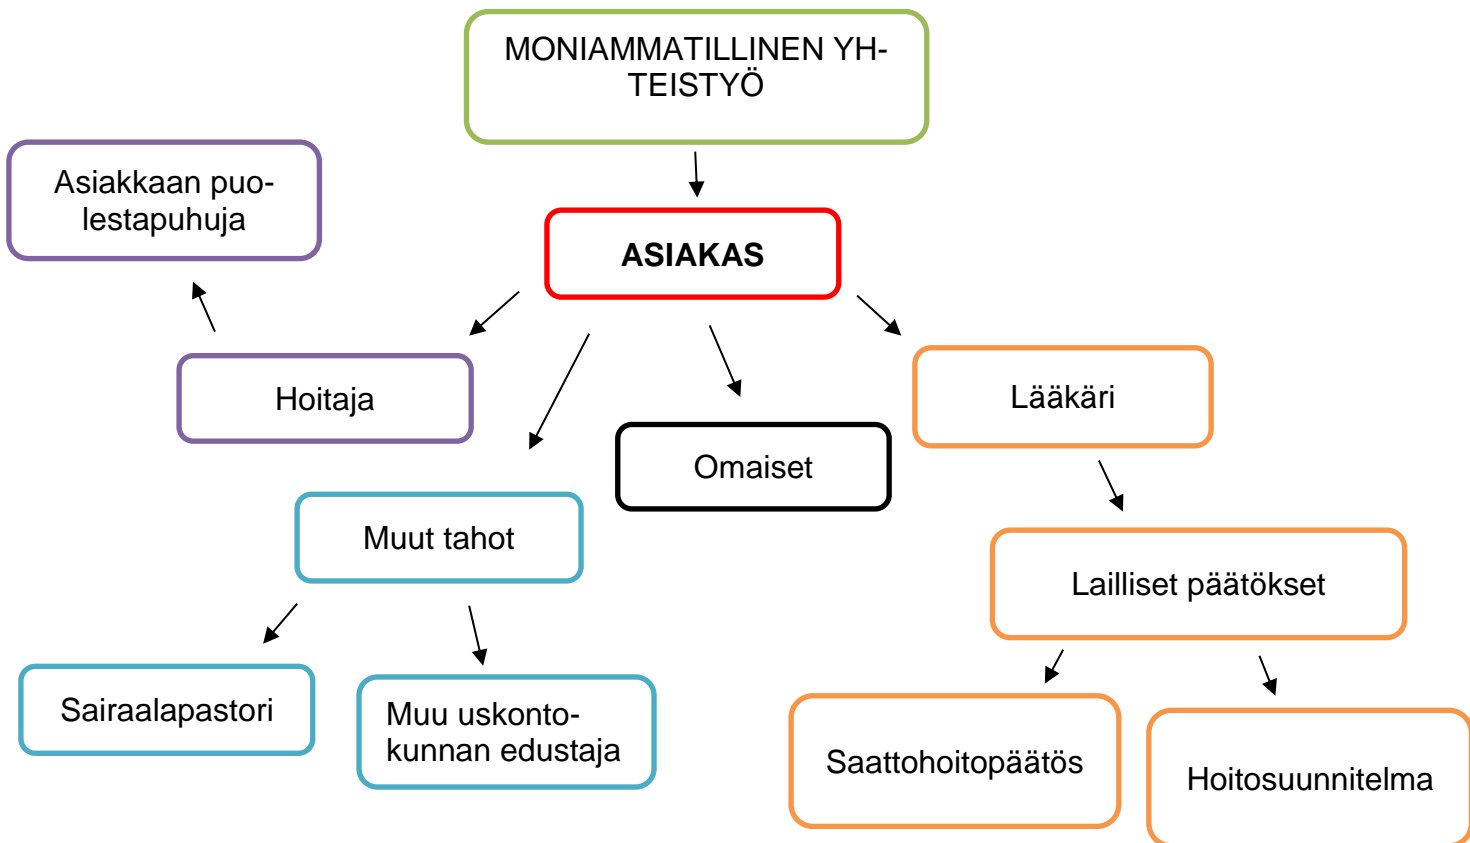 MONIAMMATILLINEN YH-
TEISTYÖ
Asiakkaan puo-
lestapuhuja
ASIAKAS
Hoitaja
Lääkäri
Omaiset
Muut tahot
Lailliset päätökset
Sairaalapastori
Muu uskonto-
kunnan edustaja
Saattohoitopäätös
Hoitosuunnitelma